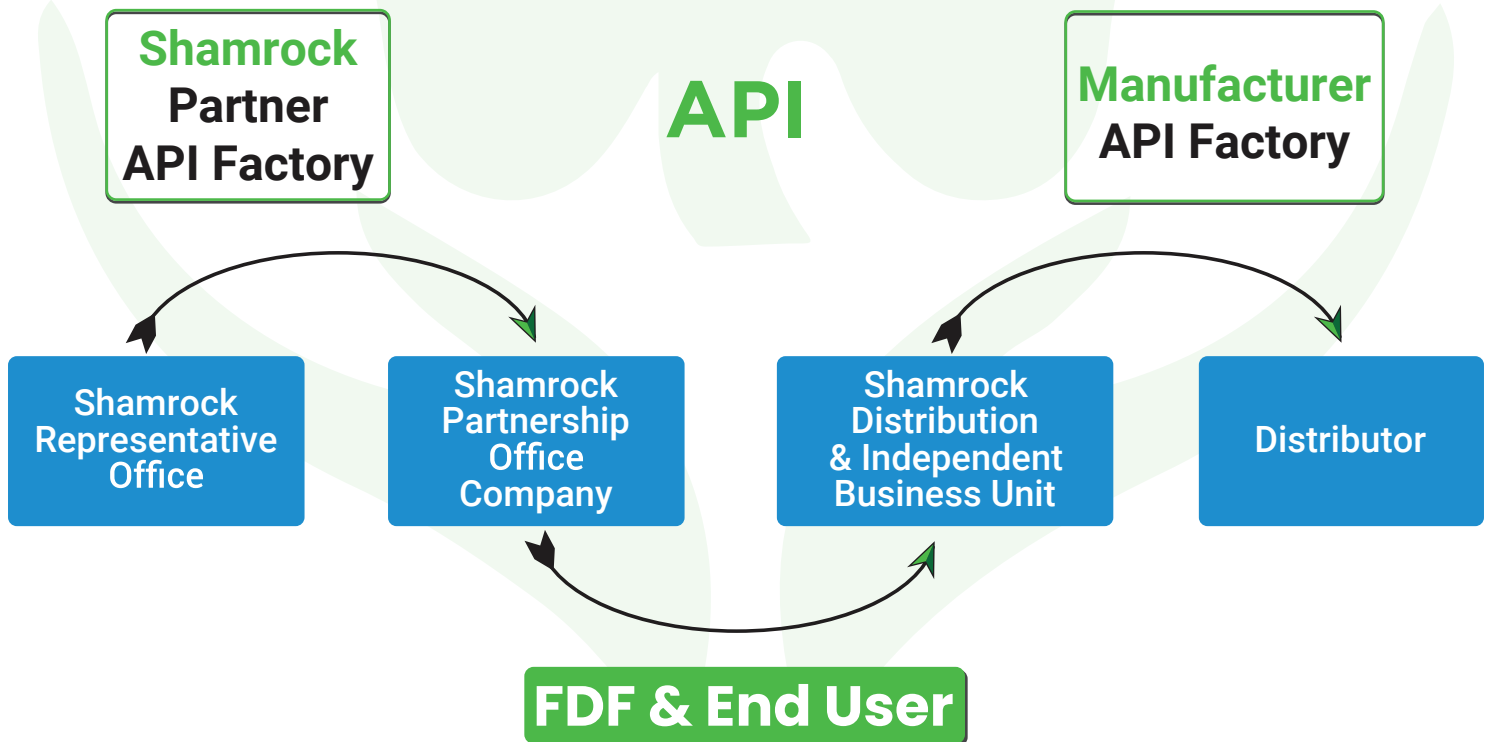 Shamrock
Partner
API Factory
API
Manufacturer
API Factory
Shamrock
Representative
Office
Shamrock
Partnership
Office
Company
Shamrock
Distribution
& Independent
Business Unit
Distributor
FDF & End User